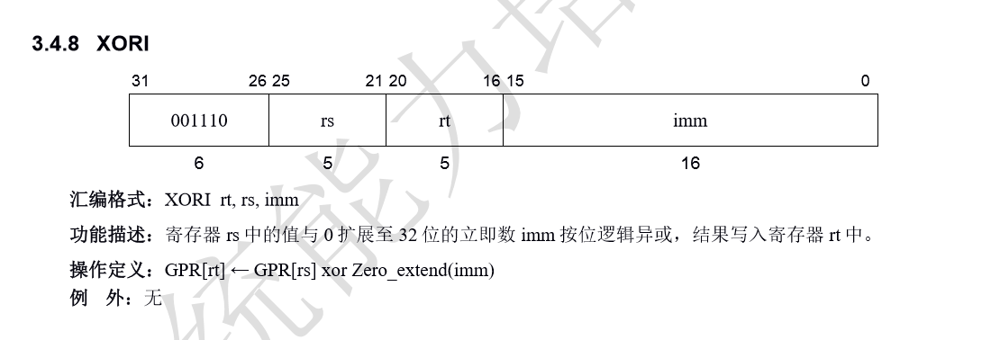 3.4.8 XORI
31 26 25 21 20 16 15 0
001110 rs rt imm
6 5 5 16
汇编格式：XORI rt, rs, imm
功能描述：寄存器 rs 中的值与 0 扩展至 32 位的立即数 imm 按位逻辑异或，结果写入寄存器 rt 中。
操作定义：GPR[rt] ← GPR[rs] xor Zero_extend(imm)
例 外：无
统能力培